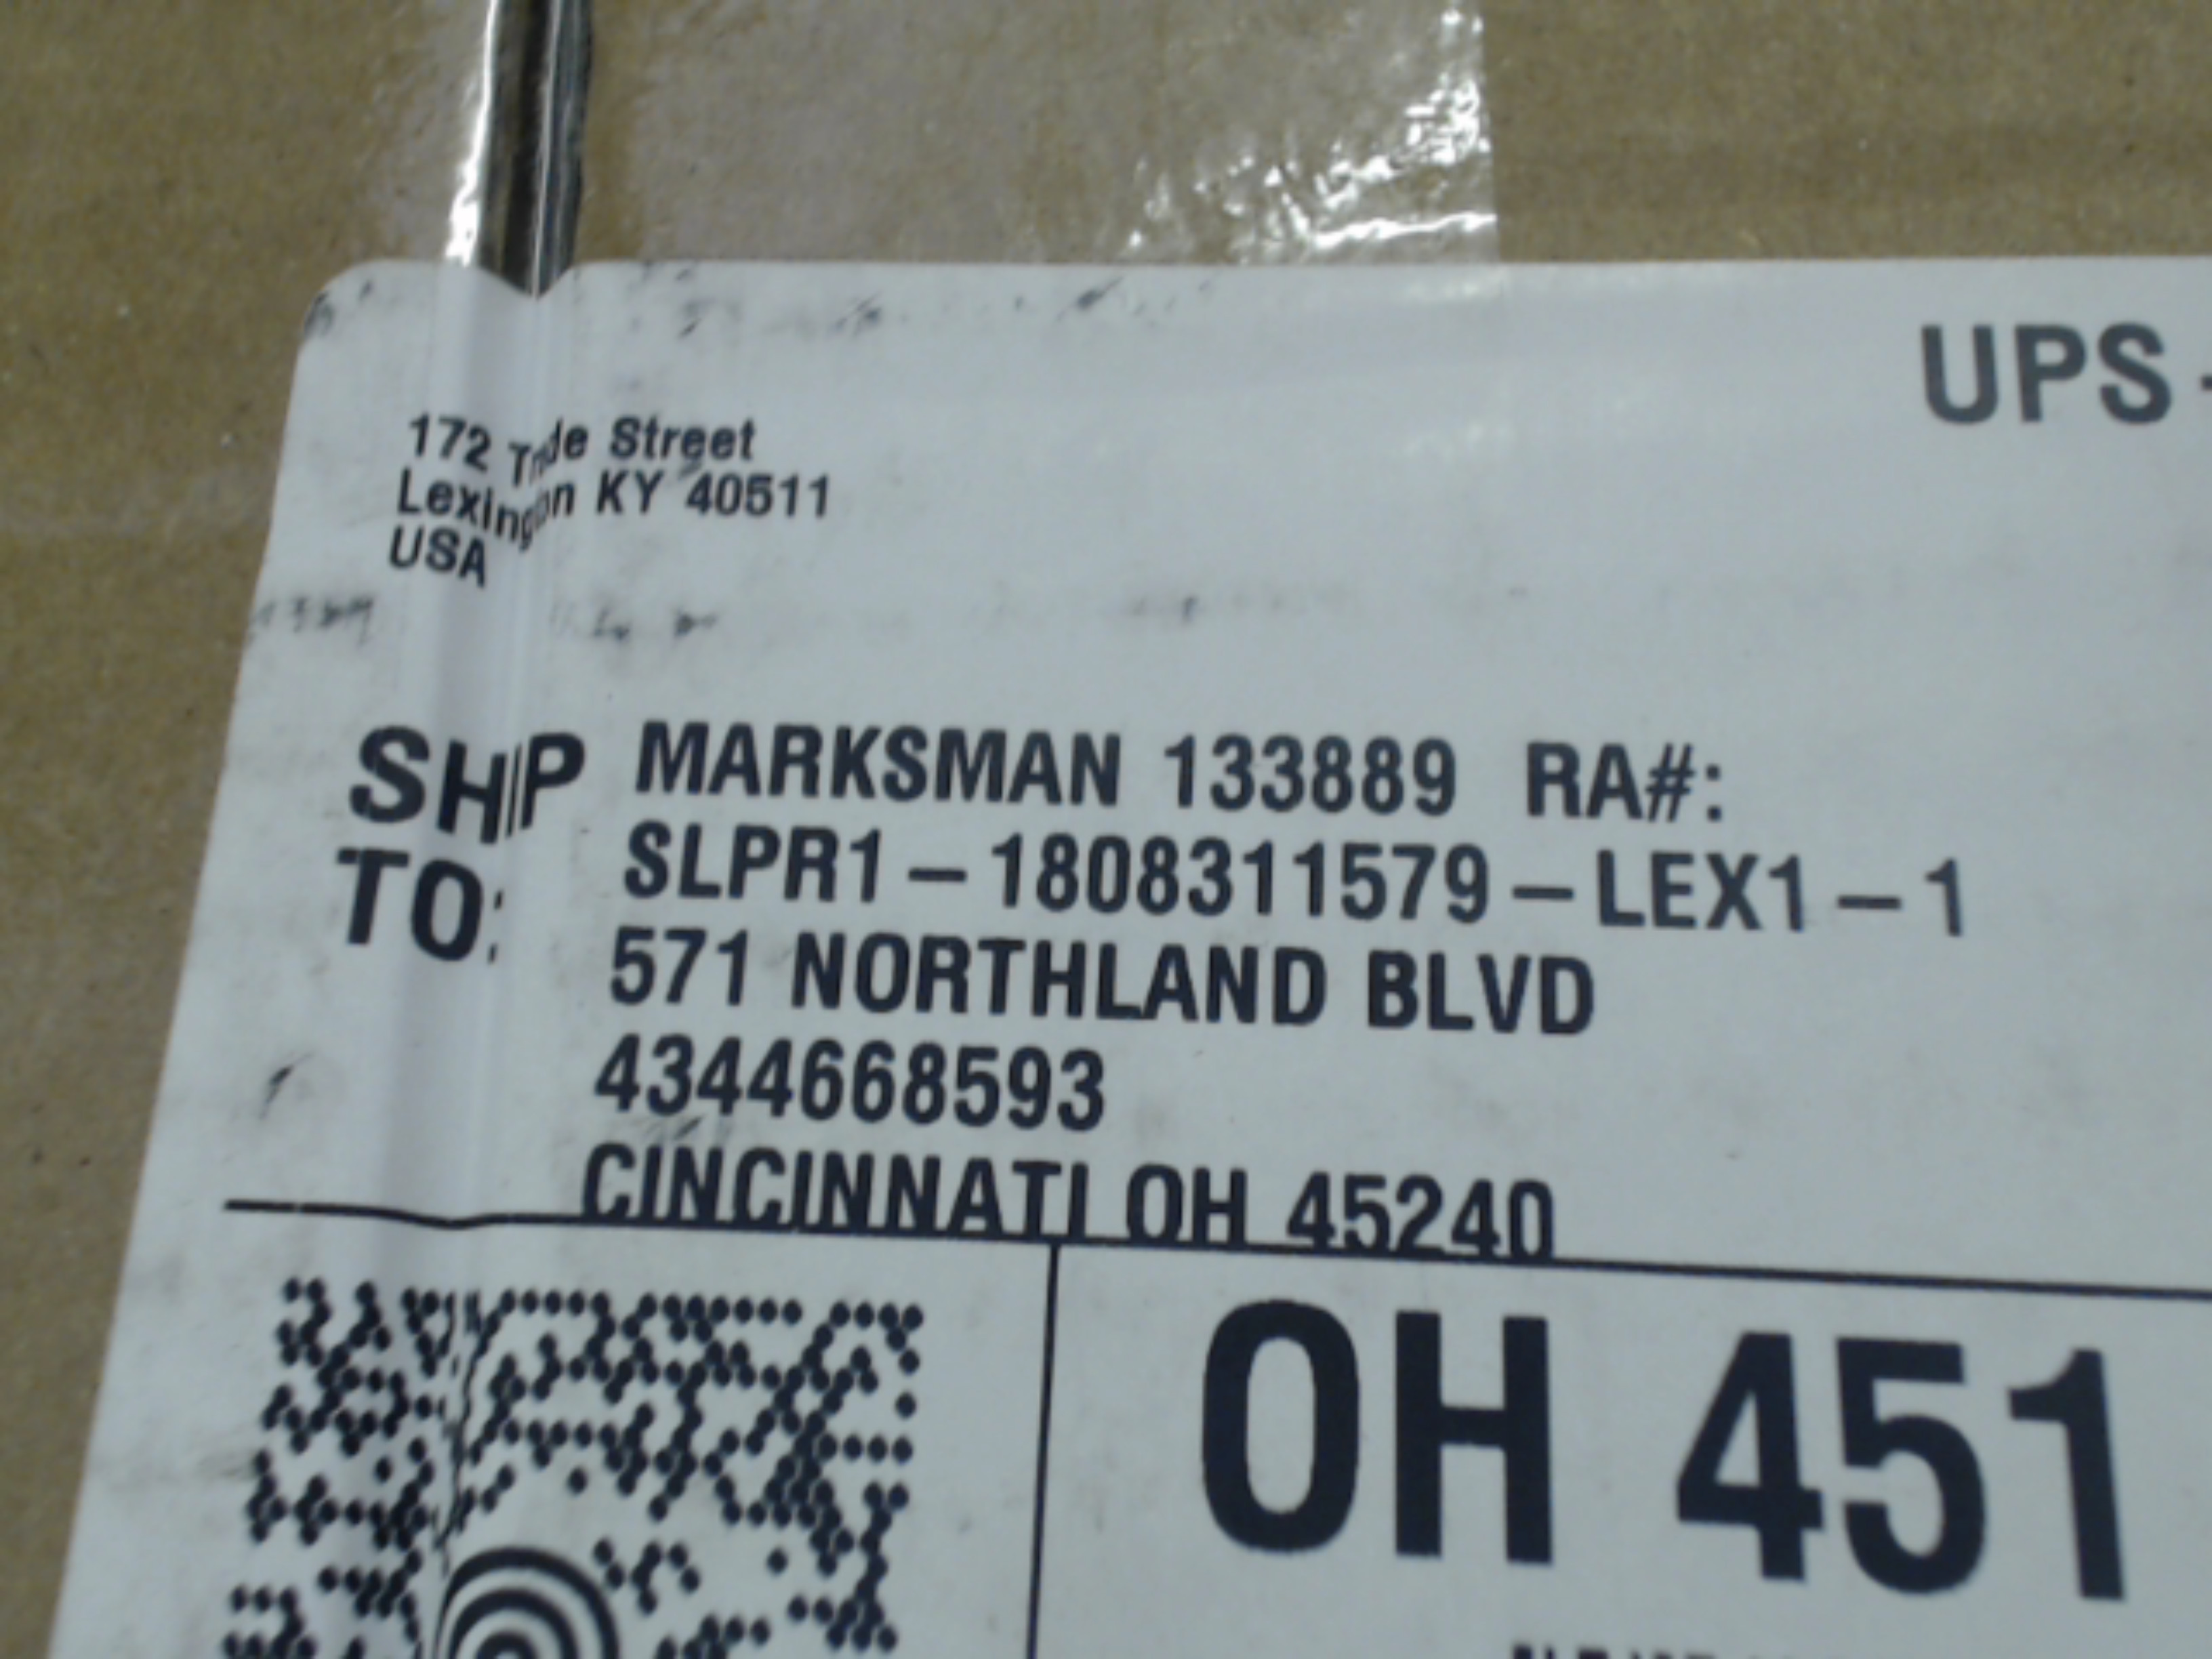 UPS
172 Trade Street
Lexington KY 40511
USA
SHIP TO:
MARKSMAN 133889 RA#:
SLPR1-1808311579-LEX1-1
571 NORTHLAND BLVD
4344668593
CINCINNATI OH 45240
OH 451